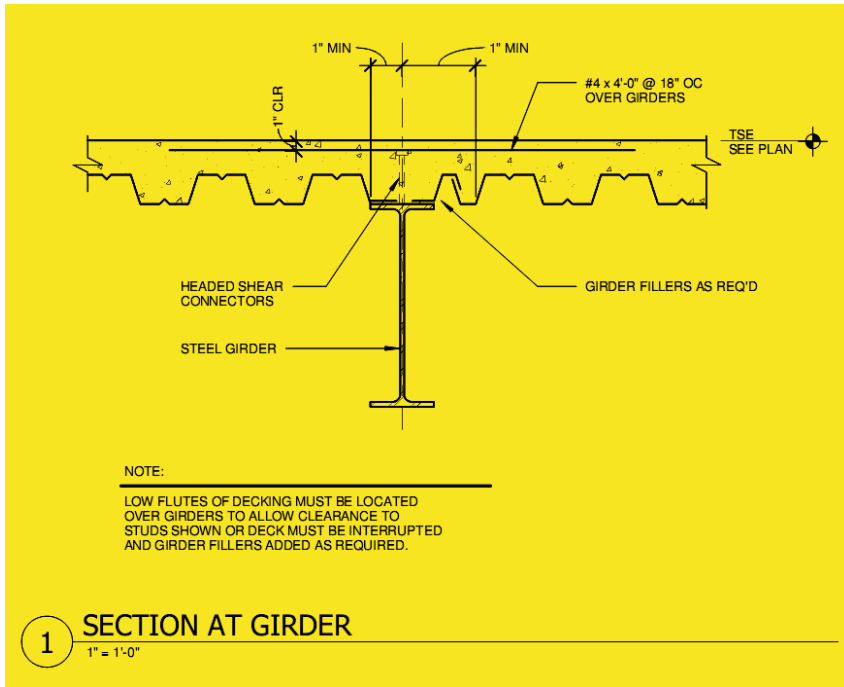 1" MIN
1" MIN
#4 x 4'-0" @ 18" OC
OVER GIRDERS
1" CLR
TSE
SEE PLAN
HEADED SHEAR
CONNECTORS
GIRDER FILLERS AS REQ'D
STEEL GIRDER
NOTE:
LOW FLUTES OF DECKING MUST BE LOCATED
OVER GIRDERS TO ALLOW CLEARANCE TO
STUDS SHOWN OR DECK MUST BE INTERRUPTED
AND GIRDER FILLERS ADDED AS REQUIRED.
1
SECTION AT GIRDER
1" = 1'-0"